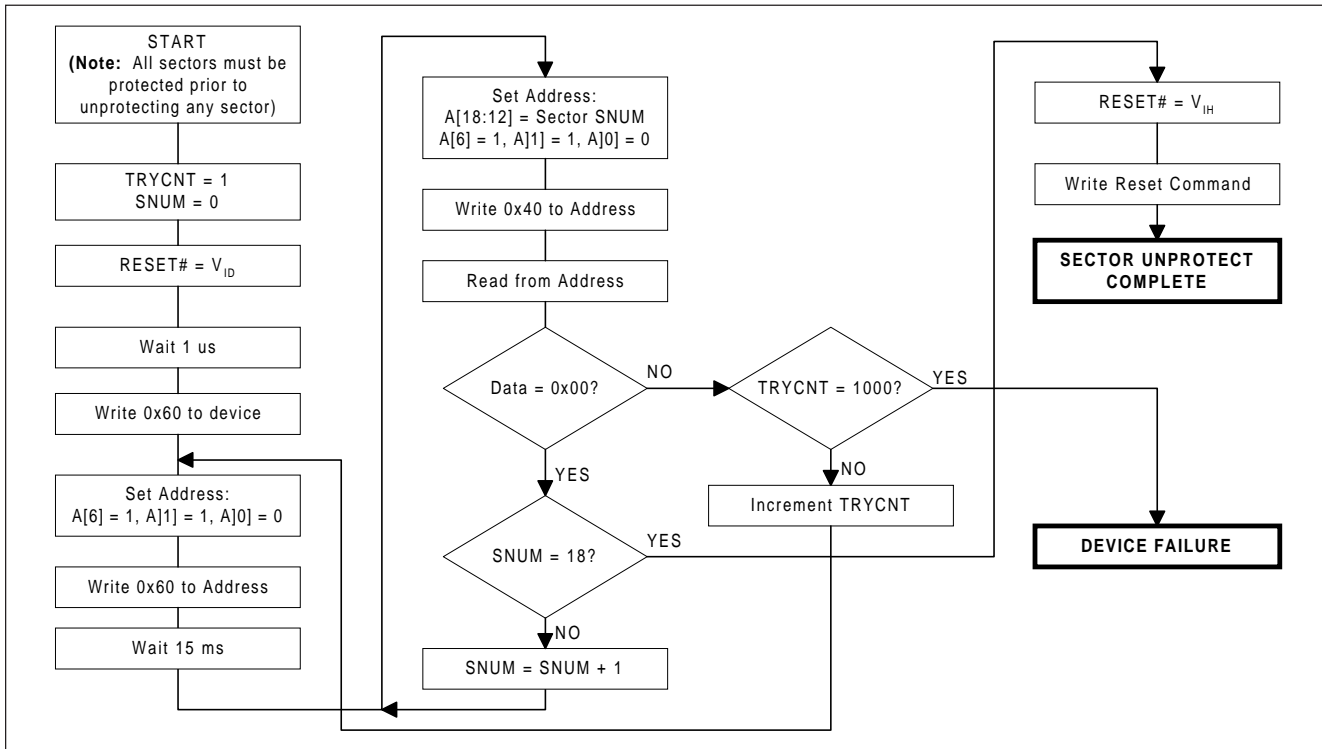 START
(Note: All sectors must be
protected prior to
unprotecting any sector)
TRYCNT = 1
SNUM = 0
RESET# = VID
Wait 1 us
Write 0x60 to device
Set Address:
A[6] = 1, A]1] = 1, A]0] = 0
Write 0x60 to Address
Wait 15 ms
Set Address:
A[18:12] = Sector SNUM
A[6] = 1, A]1] = 1, A]0] = 0
Write 0x40 to Address
Read from Address
Data = 0x00?
NO
YES
SNUM = 18?
YES
NO
SNUM = SNUM + 1
TRYCNT = 1000?
YES
NO
Increment TRYCNT
RESET# = VIH
Write Reset Command
SECTOR UNPROTECT
COMPLETE
DEVICE FAILURE